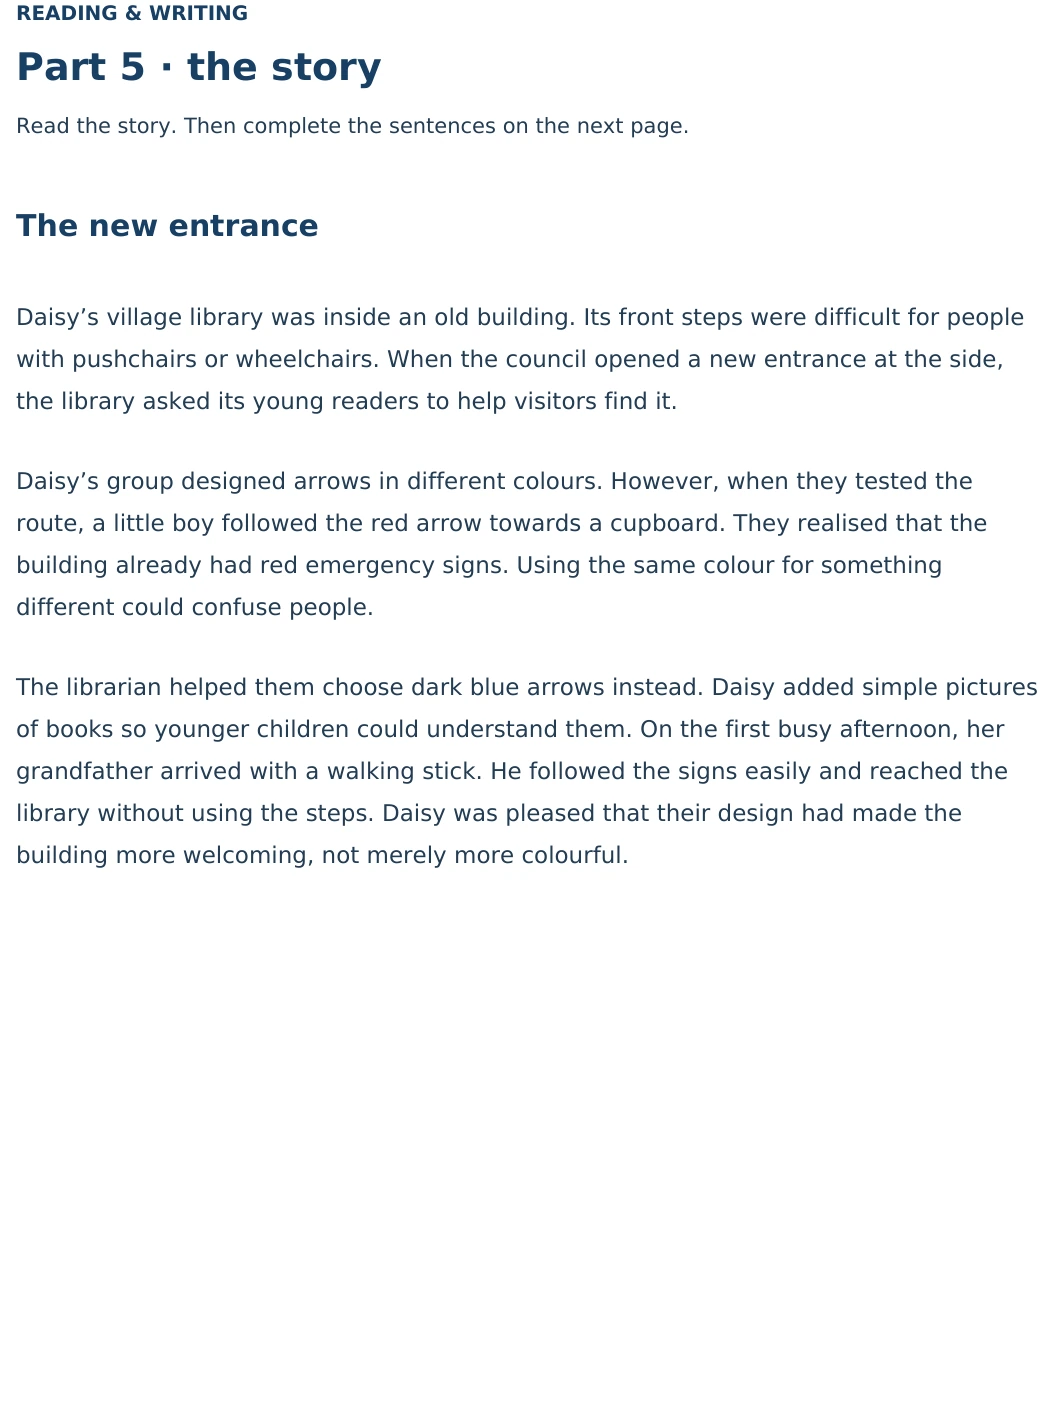 READING & WRITING
Part 5 · the story
Read the story. Then complete the sentences on the next page.
The new entrance
Daisy’s village library was inside an old building. Its front steps were difficult for people
with pushchairs or wheelchairs. When the council opened a new entrance at the side,
the library asked its young readers to help visitors find it.
Daisy’s group designed arrows in different colours. However, when they tested the
route, a little boy followed the red arrow towards a cupboard. They realised that the
building already had red emergency signs. Using the same colour for something
different could confuse people.
The librarian helped them choose dark blue arrows instead. Daisy added simple pictures
of books so younger children could understand them. On the first busy afternoon, her
grandfather arrived with a walking stick. He followed the signs easily and reached the
library without using the steps. Daisy was pleased that their design had made the
building more welcoming, not merely more colourful.